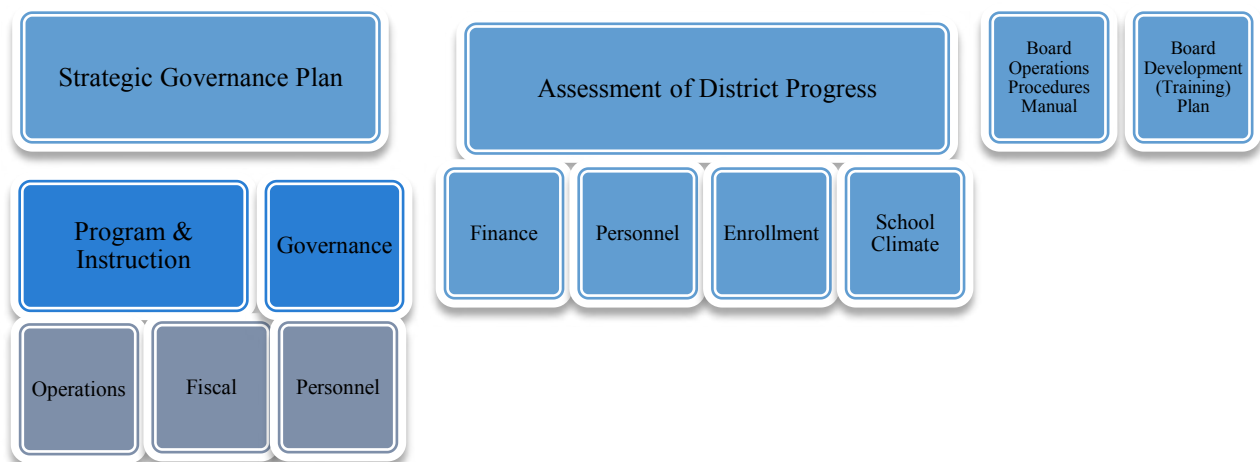 Strategic Governance Plan
Assessment of District Progress
Board
Operations
Procedures
Manual
Board
Development
(Training)
Plan
Program &
Instruction
Governance
Finance
Personnel
Enrollment
School
Climate
Operations
Fiscal
Personnel